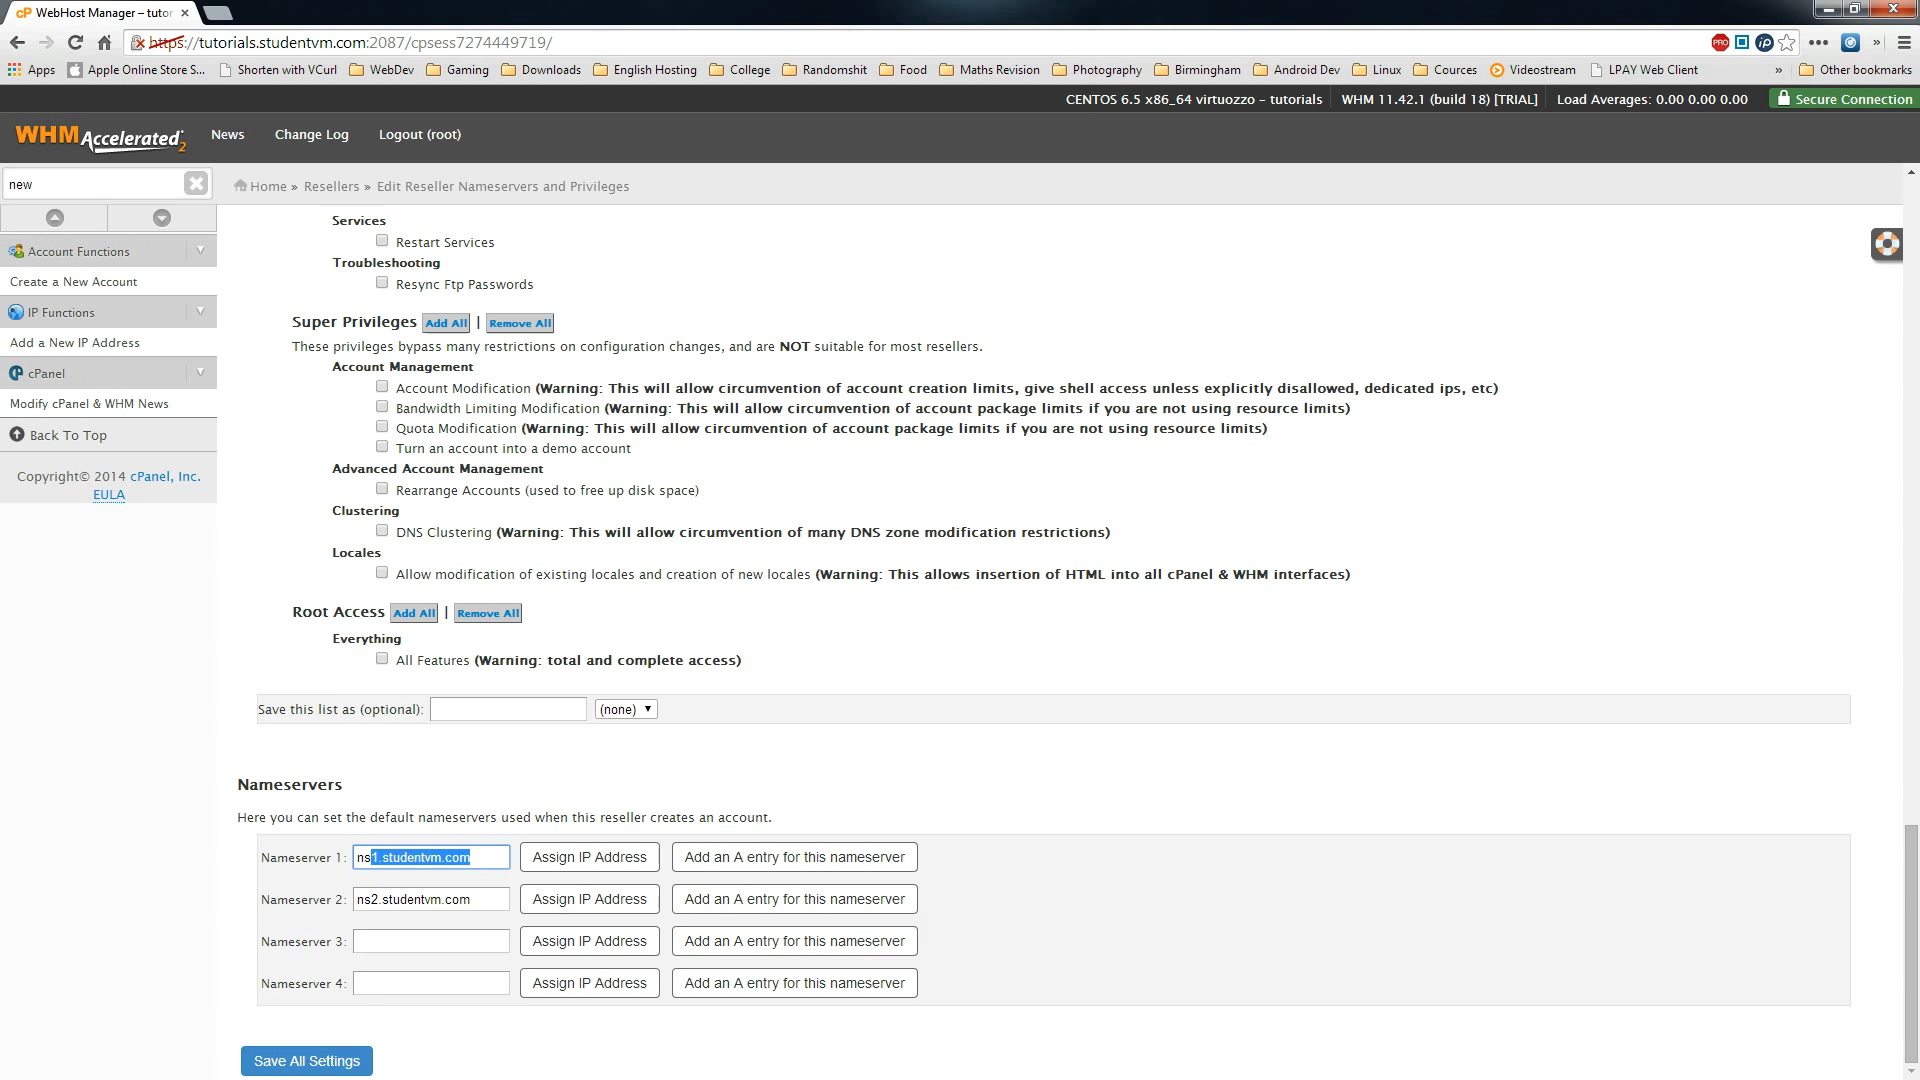 cP WebHost Manager – tutor
https://tutorials.studentvm.com:2087/cpsess7274449719/
PRO
iP
Apps
Apple Online Store S...
Shorten with VCurl
WebDev
Gaming
Downloads
English Hosting
College
Randomshit
Food
Maths Revision
Photography
Birmingham
Android Dev
Linux
Cources
Videostream
LPAY Web Client
»
Other bookmarks
CENTOS 6.5 x86_64 virtuozzo – tutorials
WHM 11.42.1 (build 18) [TRIAL]
Load Averages: 0.00 0.00 0.00
Secure Connection
WHM Accelerated2
News
Change Log
Logout (root)
new
Home » Resellers » Edit Reseller Nameservers and Privileges
Account Functions
Create a New Account
IP Functions
Add a New IP Address
cPanel
Modify cPanel & WHM News
Back To Top
Copyright© 2014 cPanel, Inc.
EULA
Services
Restart Services
Troubleshooting
Resync Ftp Passwords
Super Privileges Add All | Remove All
These privileges bypass many restrictions on configuration changes, and are NOT suitable for most resellers.
Account Management
Account Modification (Warning: This will allow circumvention of account creation limits, give shell access unless explicitly disallowed, dedicated ips, etc)
Bandwidth Limiting Modification (Warning: This will allow circumvention of account package limits if you are not using resource limits)
Quota Modification (Warning: This will allow circumvention of account package limits if you are not using resource limits)
Turn an account into a demo account
Advanced Account Management
Rearrange Accounts (used to free up disk space)
Clustering
DNS Clustering (Warning: This will allow circumvention of many DNS zone modification restrictions)
Locales
Allow modification of existing locales and creation of new locales (Warning: This allows insertion of HTML into all cPanel & WHM interfaces)
Root Access Add All | Remove All
Everything
All Features (Warning: total and complete access)
Save this list as (optional): (none)
Nameservers
Here you can set the default nameservers used when this reseller creates an account.
Nameserver 1: ns1.studentvm.com Assign IP Address Add an A entry for this nameserver
Nameserver 2: ns2.studentvm.com Assign IP Address Add an A entry for this nameserver
Nameserver 3: Assign IP Address Add an A entry for this nameserver
Nameserver 4: Assign IP Address Add an A entry for this nameserver
Save All Settings